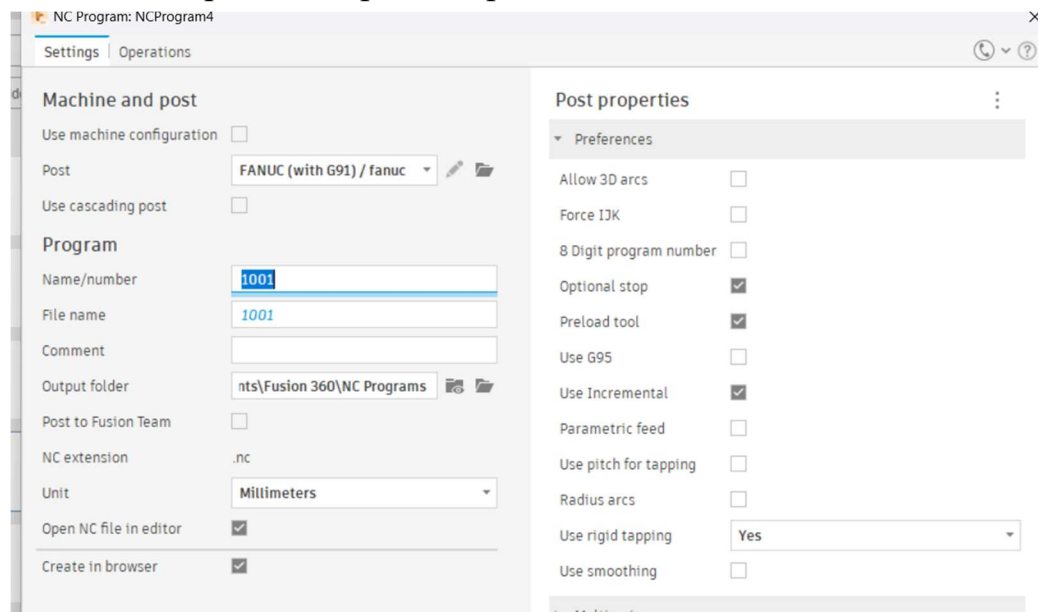 NC Program: NCProgram4
Settings | Operations
Machine and post
Use machine configuration
Post FANUC (with G91) / fanuc
Use cascading post
Program
Name/number 1001
File name 1001
Comment
Output folder nts\Fusion 360\NC Programs
Post to Fusion Team
NC extension .nc
Unit Millimeters
Open NC file in editor
Create in browser
Post properties
Preferences
Allow 3D arcs
Force IJK
8 Digit program number
Optional stop
Preload tool
Use G95
Use Incremental
Parametric feed
Use pitch for tapping
Radius arcs
Use rigid tapping Yes
Use smoothing